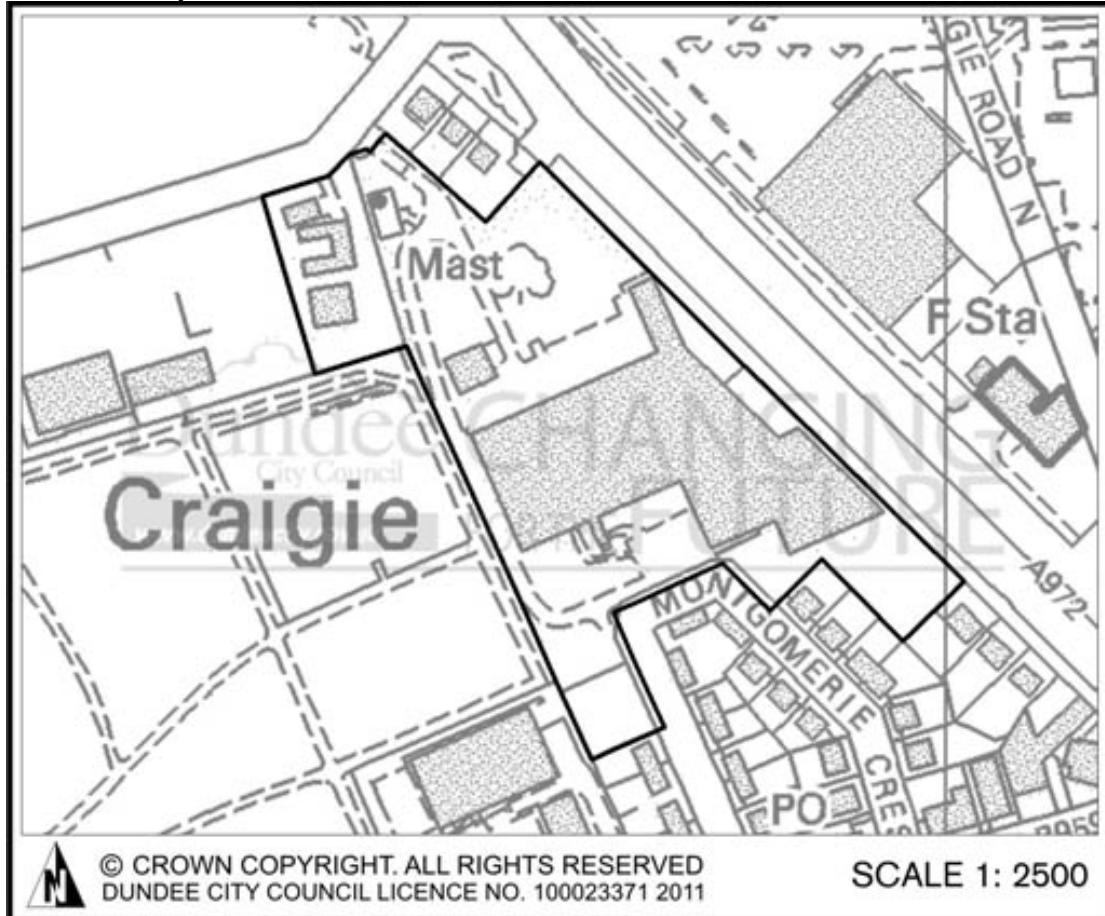 GIE ROAD N
Mast
F Sta
Dundee
City Council
CHANGING
FUTURE
Craigie
A972
MONTGOMERIE CRES
PO
© CROWN COPYRIGHT. ALL RIGHTS RESERVED
DUNDEE CITY COUNCIL LICENCE NO. 100023371 2011
SCALE 1: 2500
N